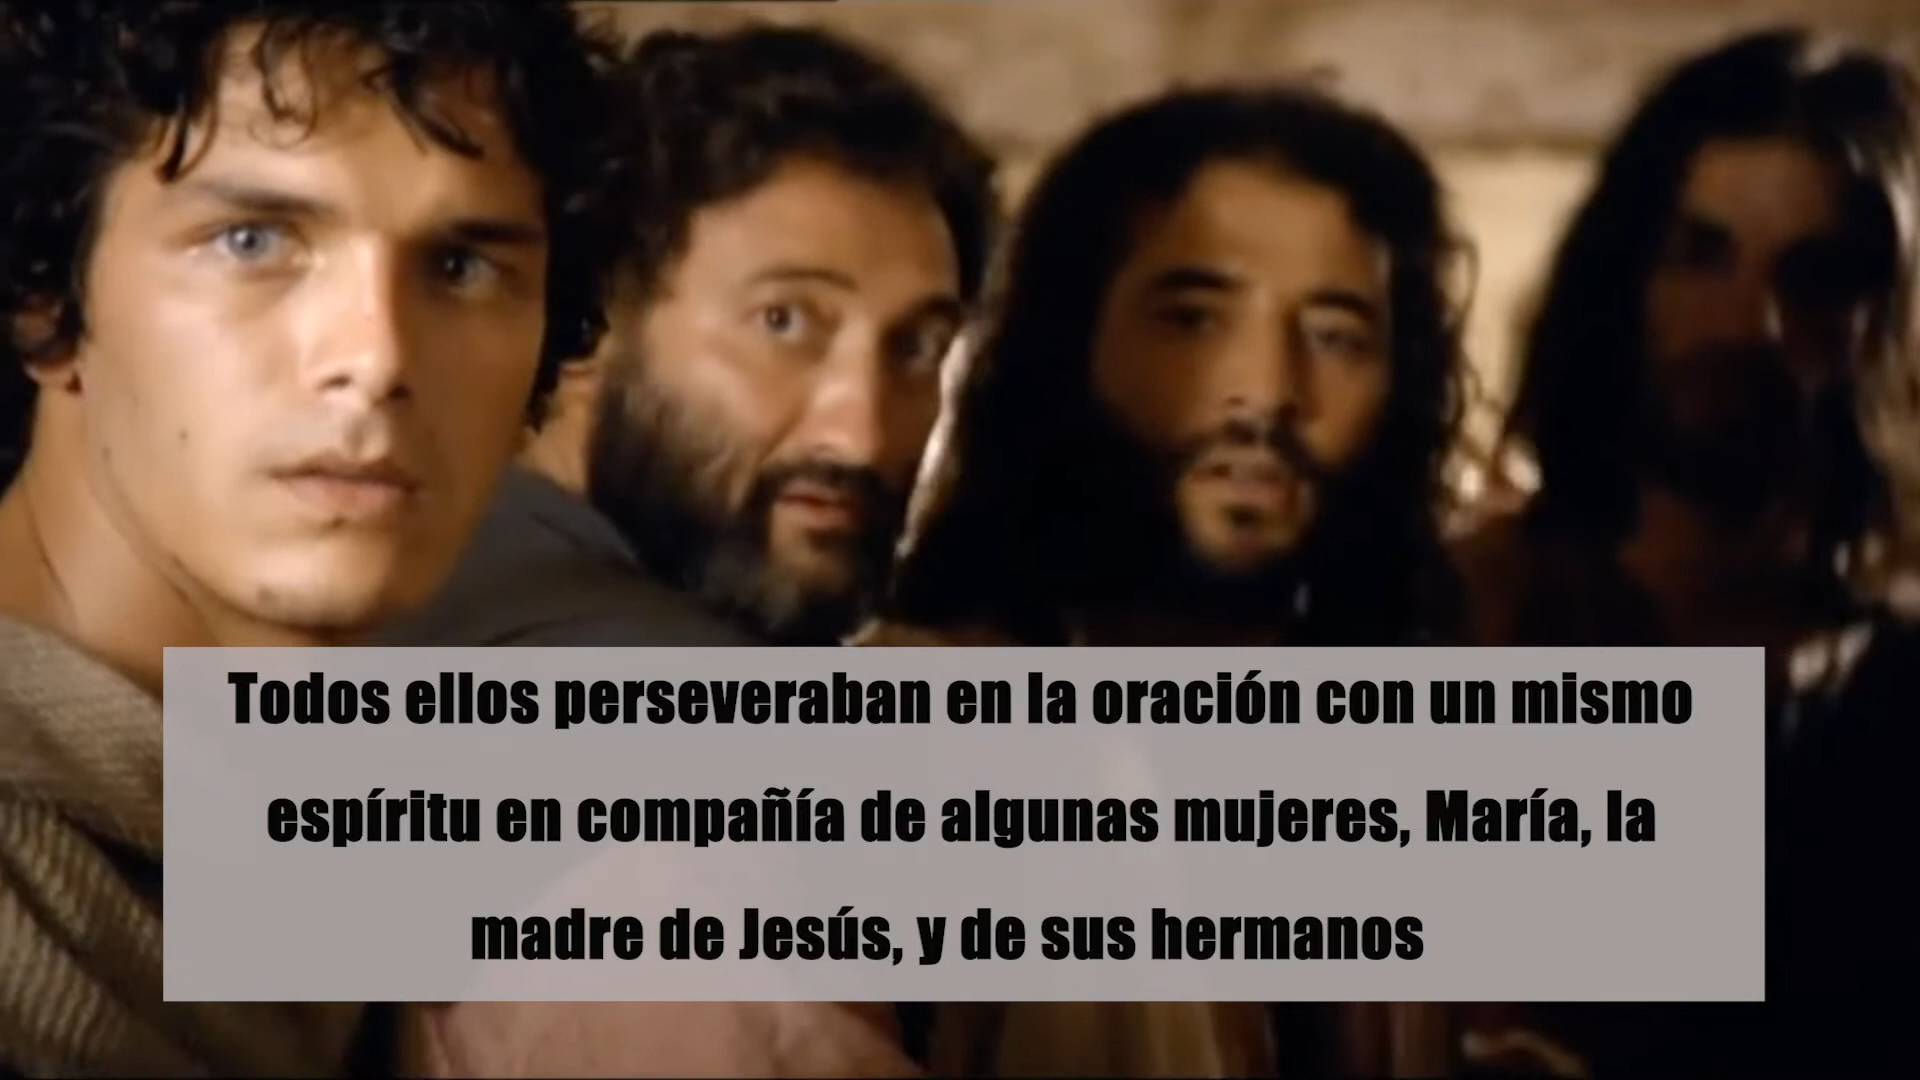 Todos ellos perseveraban en la oración con un mismo
espíritu en compañía de algunas mujeres, María, la
madre de Jesús, y de sus hermanos